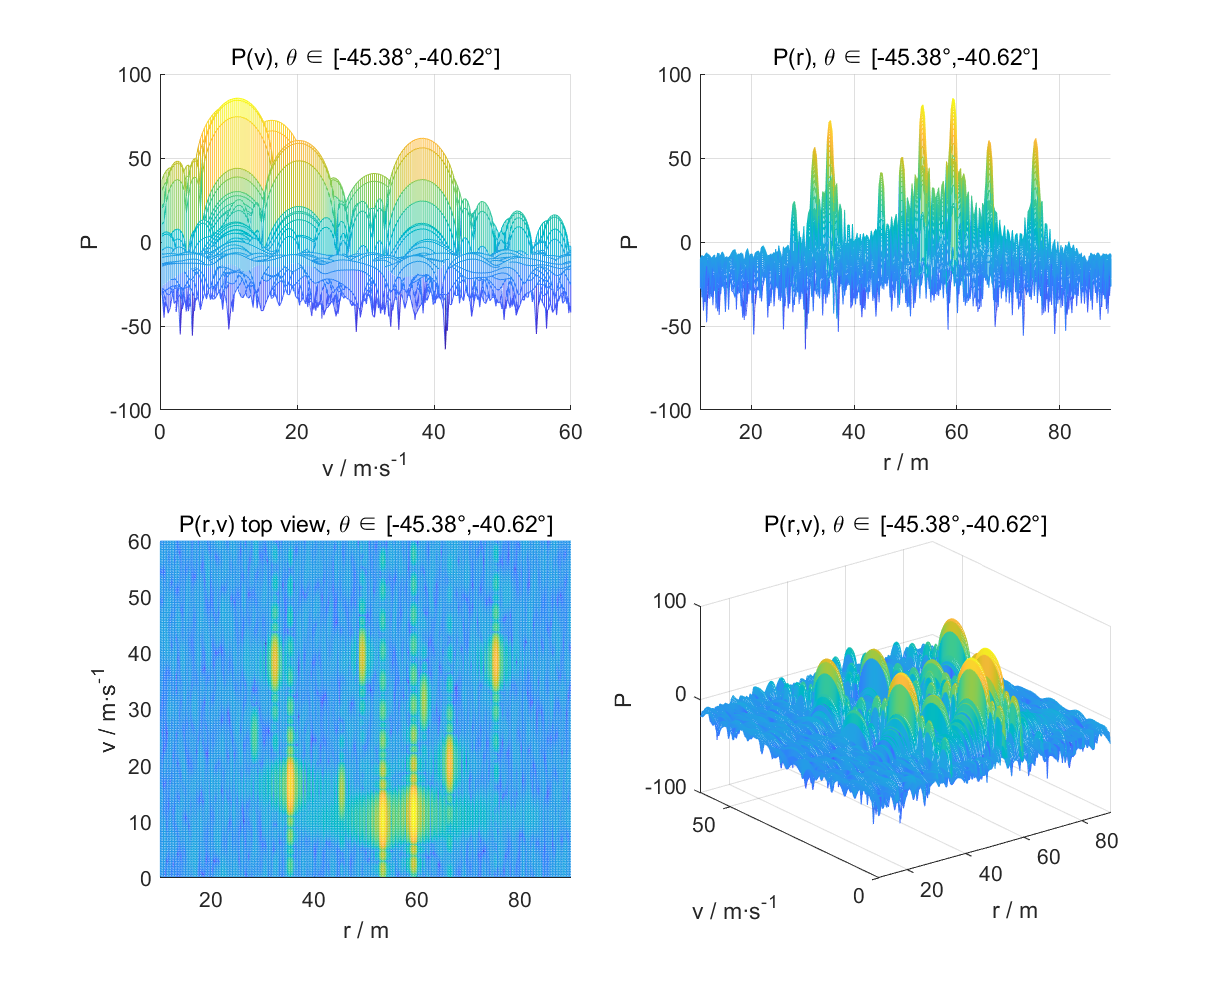 P(v), θ ∈ [-45.38°,-40.62°]
100
50
0
-50
-100
P
0
20
40
60
v / m·s⁻¹
P(r), θ ∈ [-45.38°,-40.62°]
100
50
0
-50
-100
P
20
40
60
80
r / m
P(r,v) top view, θ ∈ [-45.38°,-40.62°]
60
50
40
30
20
10
0
v / m·s⁻¹
20
40
60
80
r / m
P(r,v), θ ∈ [-45.38°,-40.62°]
100
0
-100
P
50
0
v / m·s⁻¹
20
40
60
80
r / m